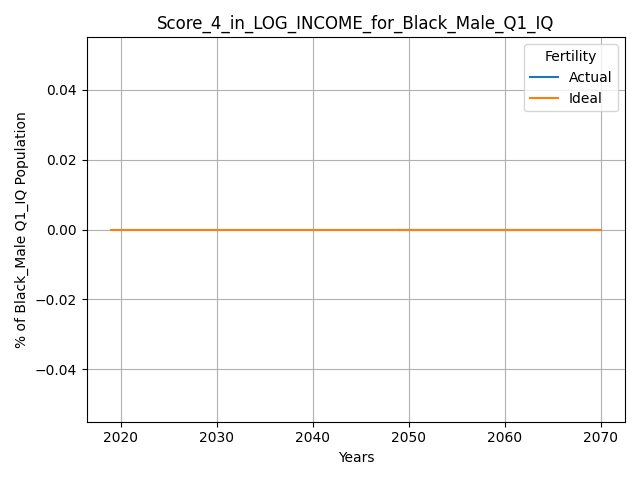 Score_4_in_LOG_INCOME_for_Black_Male_Q1_IQ
Fertility
Actual
Ideal
% of Black_Male Q1_IQ Population
0.04
0.02
0.00
−0.02
−0.04
2020 2030 2040 2050 2060 2070
Years